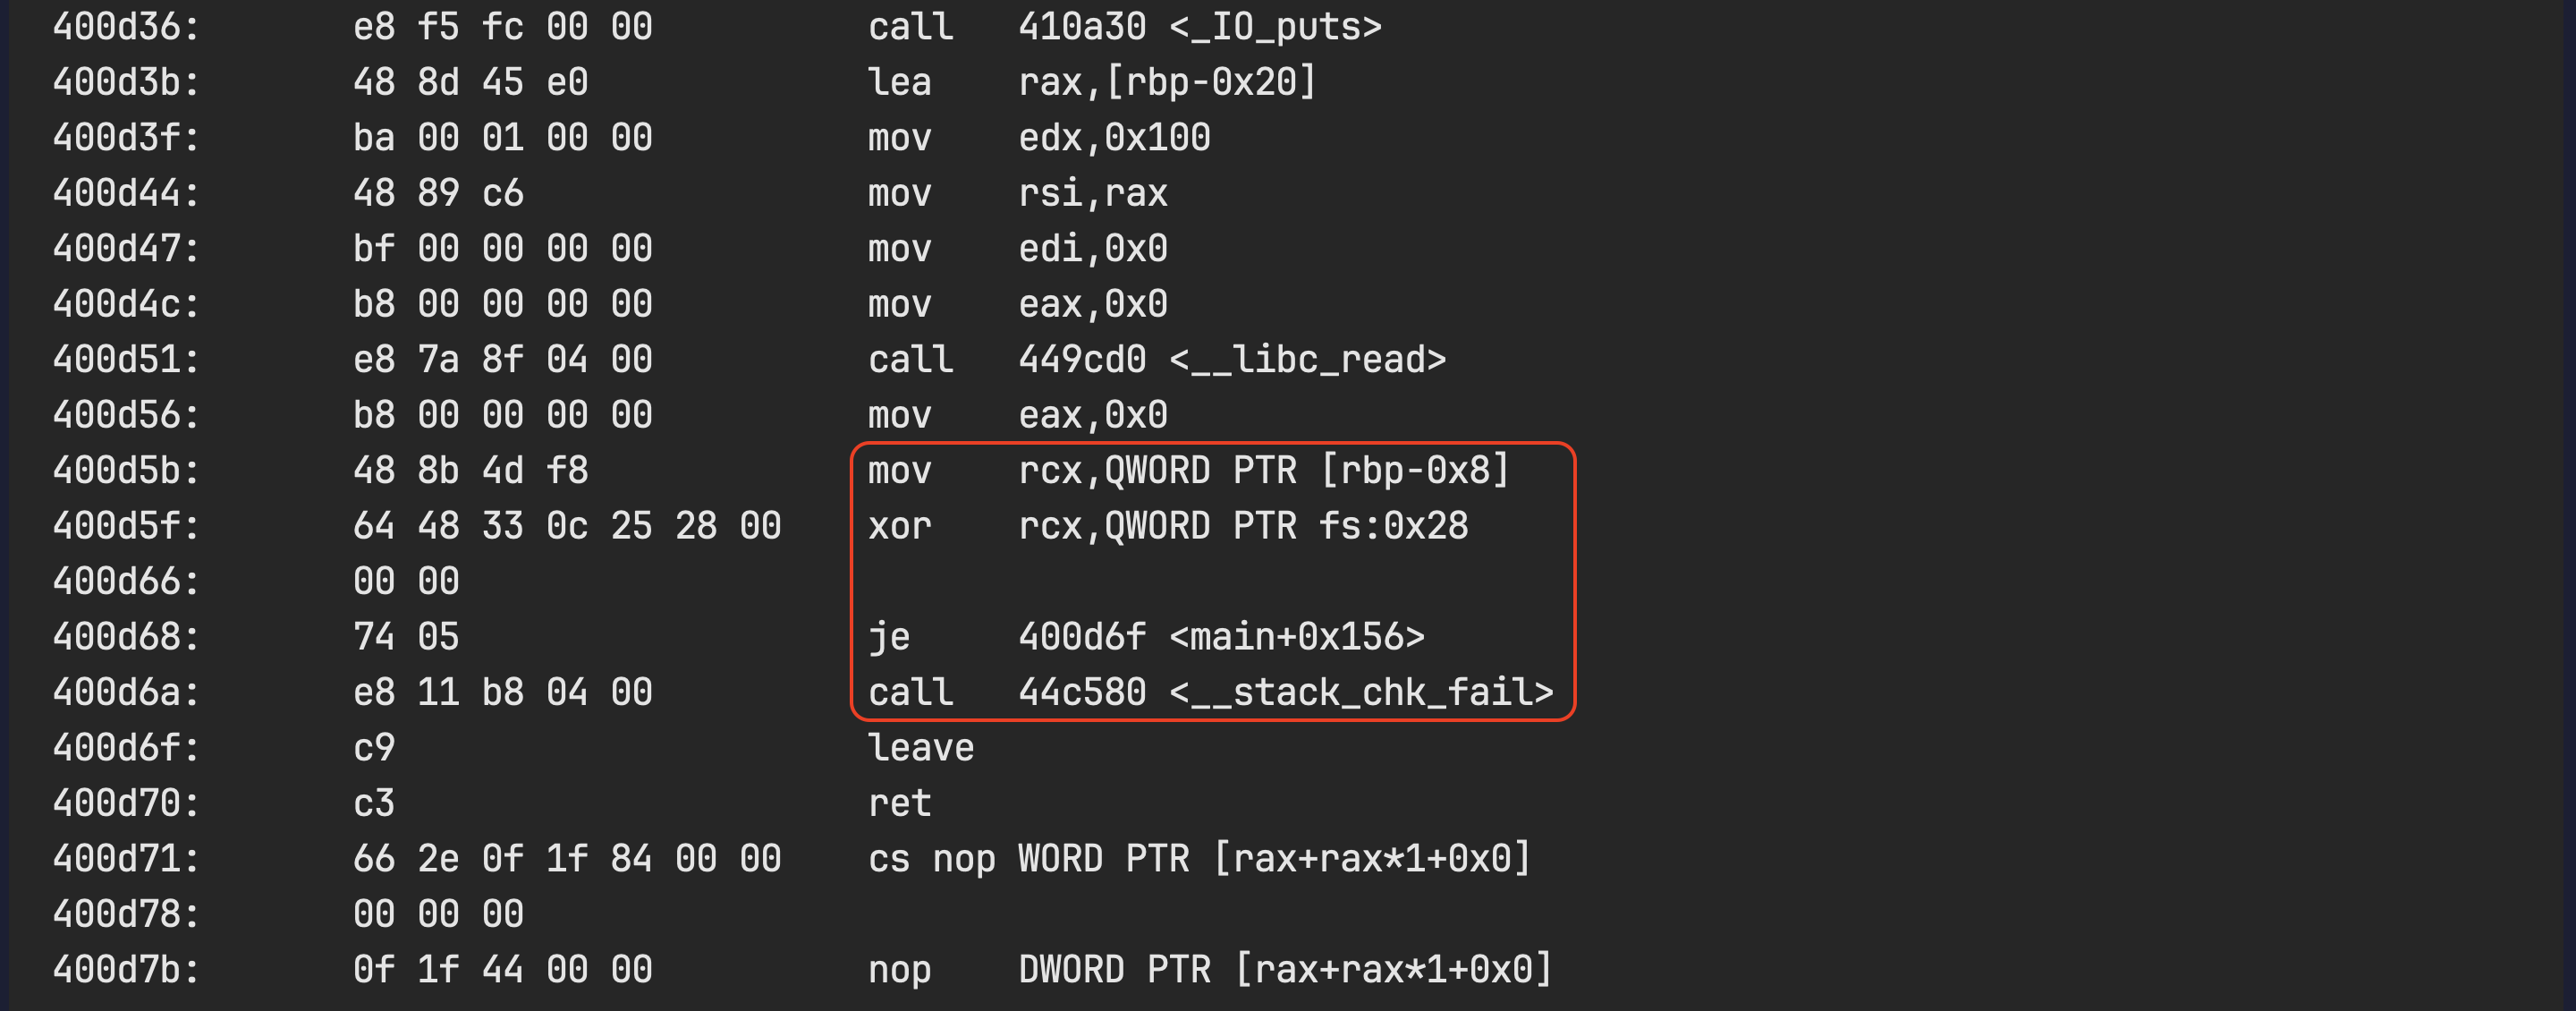 400d36: e8 f5 fc 00 00 call 410a30 <_IO_puts>
400d3b: 48 8d 45 e0 lea rax,[rbp-0x20]
400d3f: ba 00 01 00 00 mov edx,0x100
400d44: 48 89 c6 mov rsi,rax
400d47: bf 00 00 00 00 mov edi,0x0
400d4c: b8 00 00 00 00 mov eax,0x0
400d51: e8 7a 8f 04 00 call 449cd0 <__libc_read>
400d56: b8 00 00 00 00 mov eax,0x0
400d5b: 48 8b 4d f8 mov rcx,QWORD PTR [rbp-0x8]
400d5f: 64 48 33 0c 25 28 00 xor rcx,QWORD PTR fs:0x28
400d66: 00 00
400d68: 74 05 je 400d6f <main+0x156>
400d6a: e8 11 b8 04 00 call 44c580 <__stack_chk_fail>
400d6f: c9 leave
400d70: c3 ret
400d71: 66 2e 0f 1f 84 00 00 cs nop WORD PTR [rax+rax*1+0x0]
400d78: 00 00 00
400d7b: 0f 1f 44 00 00 nop DWORD PTR [rax+rax*1+0x0]